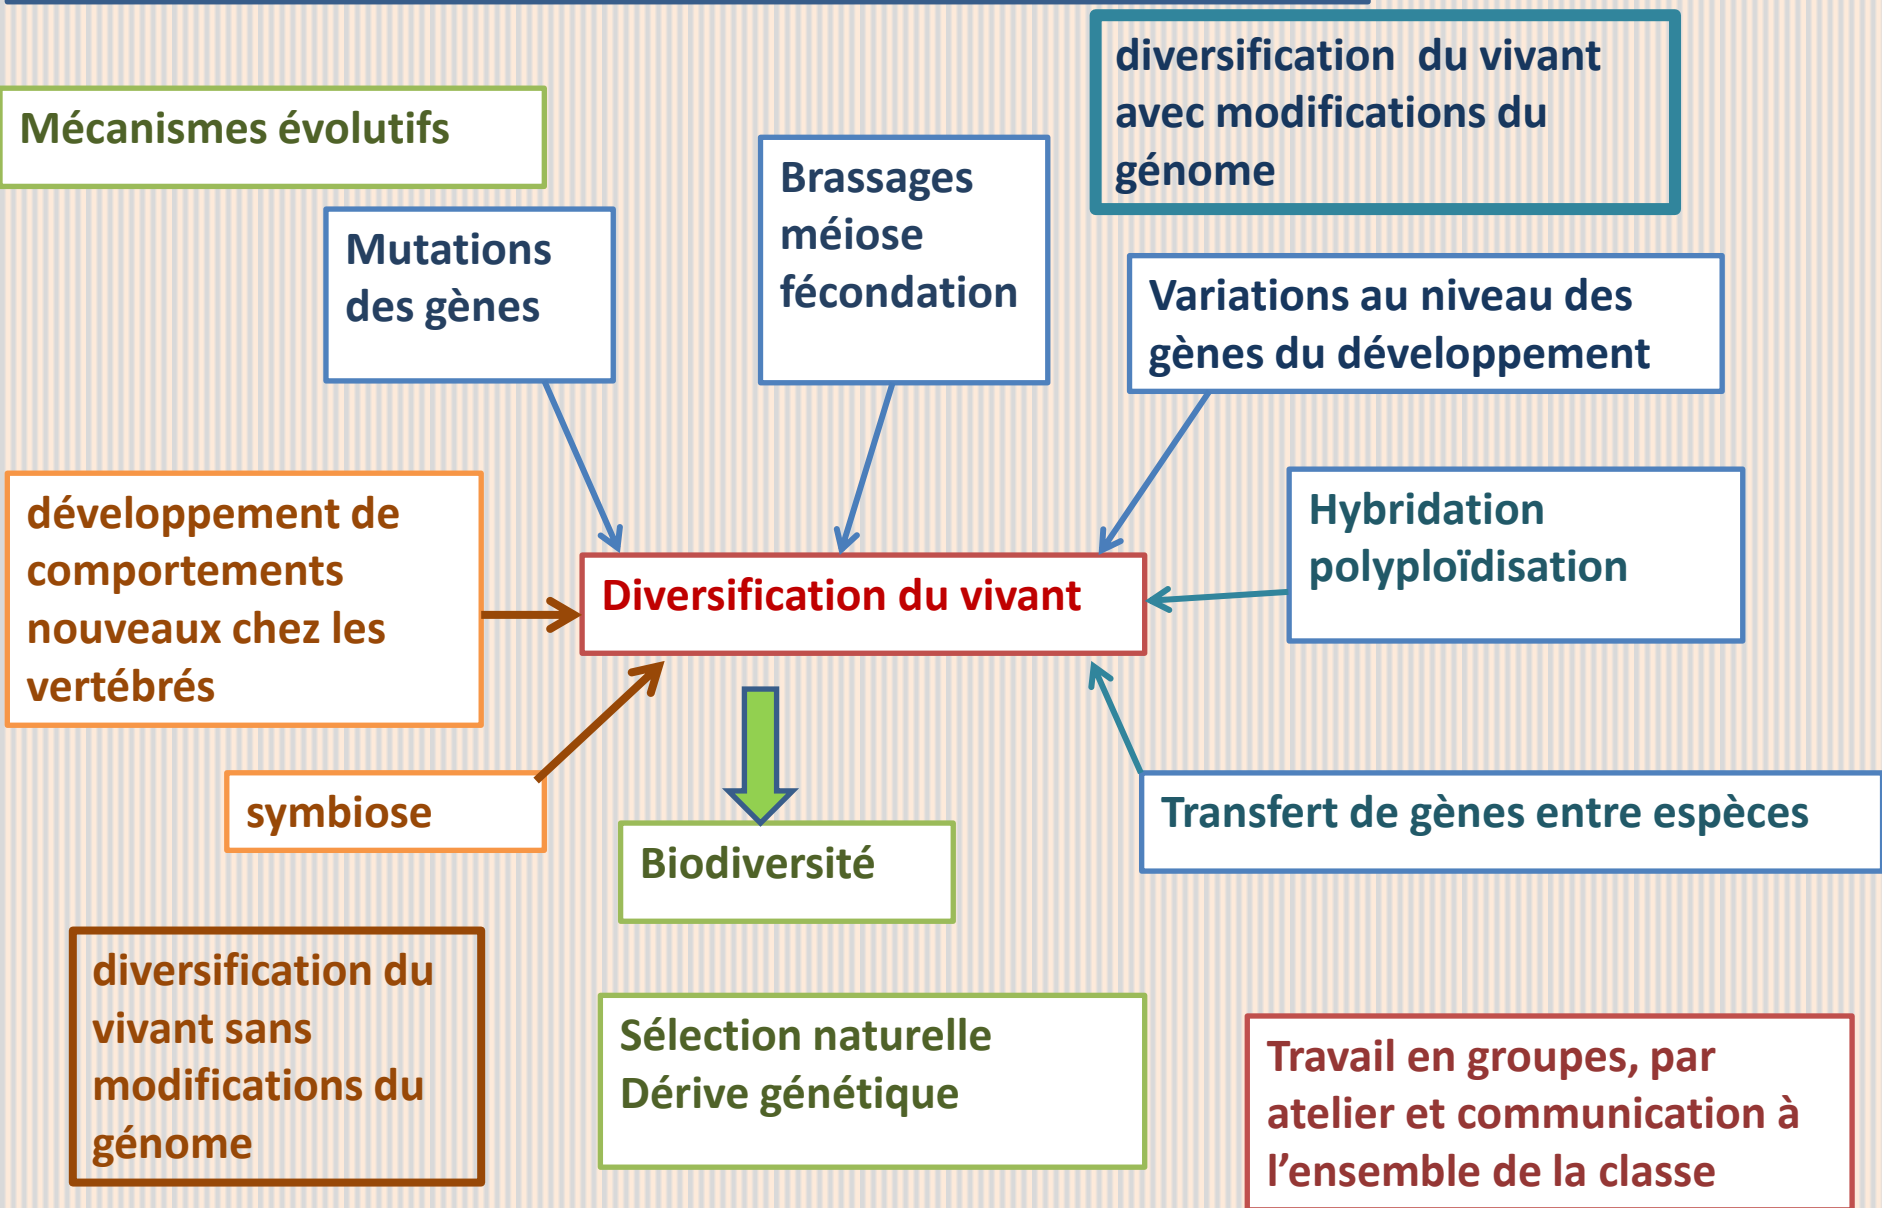 diversification du vivant
avec modifications du
génome
Mécanismes évolutifs
Brassages
méiose
fécondation
Mutations
des gènes
Variations au niveau des
gènes du développement
développement de
comportements
nouveaux chez les
vertébrés
Hybridation
polyploïdisation
Diversification du vivant
symbiose
Transfert de gènes entre espèces
Biodiversité
diversification du
vivant sans
modifications du
génome
Sélection naturelle
Dérive génétique
Travail en groupes, par
atelier et communication à
l’ensemble de la classe